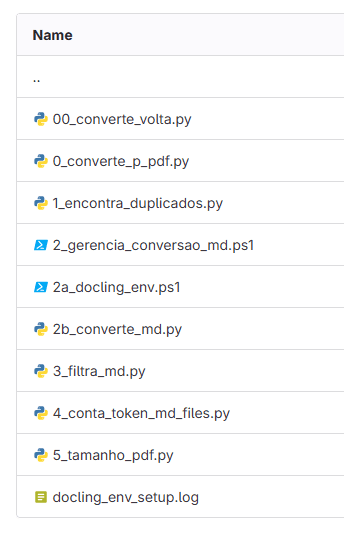 Name
..
00_converte_volta.py
0_converte_p_pdf.py
1_encontra_duplicados.py
2_gerencia_conversao_md.ps1
2a_docling_env.ps1
2b_converte_md.py
3_filtra_md.py
4_conta_token_md_files.py
5_tamanho_pdf.py
docling_env_setup.log